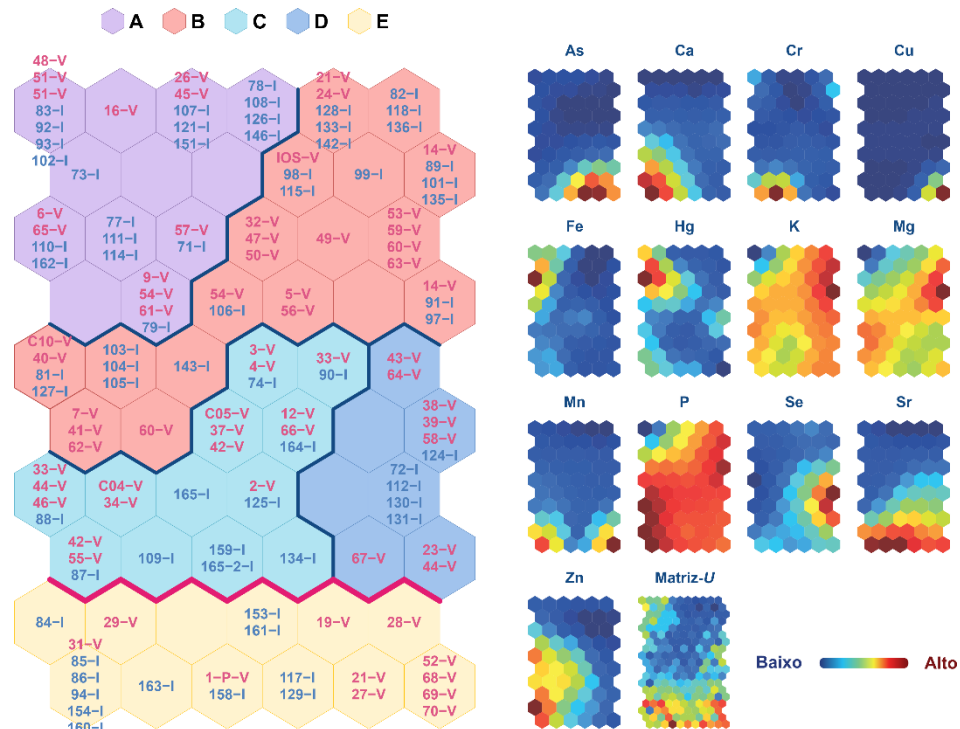 A B C D E
48-V
51-V
51-V
83-I
92-I
93-I
102-I
16-V
26-V
45-V
107-I
121-I
151-I
78-I
108-I
126-I
146-I
21-V
24-V
128-I
133-I
142-I
82-I
118-I
136-I
73-I
IOS-V
98-I
115-I
99-I
14-V
89-I
101-I
135-I
6-V
65-V
110-I
162-I
77-I
111-I
114-I
57-V
71-I
32-V
47-V
50-V
49-V
53-V
59-V
60-V
63-V
9-V
54-V
61-V
79-I
54-V
106-I
5-V
56-V
14-V
91-I
97-I
C10-V
40-V
81-I
127-I
103-I
104-I
105-I
143-I
3-V
4-V
74-I
33-V
90-I
43-V
64-V
7-V
41-V
62-V
60-V
C05-V
37-V
42-V
12-V
66-V
164-I
38-V
39-V
58-V
124-I
33-V
44-V
46-V
88-I
C04-V
34-V
165-I
2-V
125-I
72-I
112-I
130-I
131-I
42-V
55-V
87-I
109-I
159-I
165-2-I
134-I
67-V
23-V
44-V
84-I
29-V
153-I
161-I
19-V
28-V
31-V
85-I
86-I
94-I
154-I
160-I
163-I
1-P-V
158-I
117-I
129-I
21-V
27-V
52-V
68-V
69-V
70-V
As Ca Cr Cu
Fe Hg K Mg
Mn P Se Sr
Zn Matriz-U
Baixo Alto